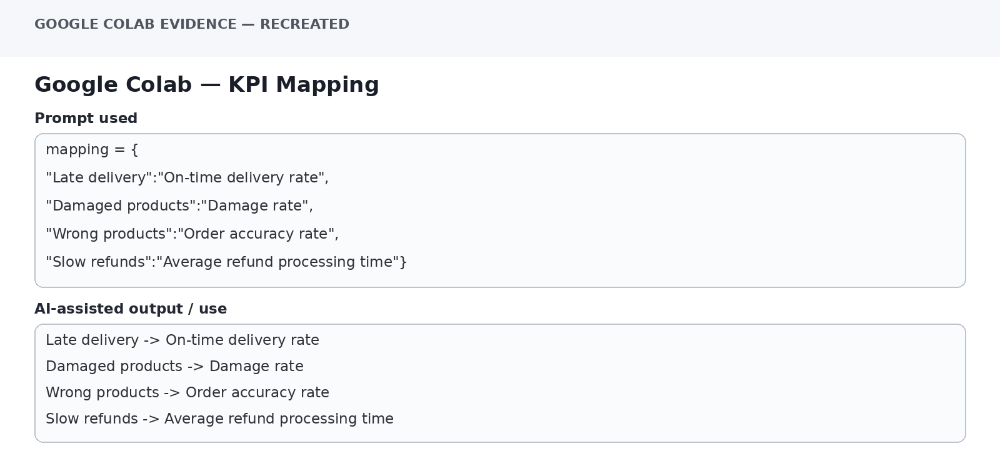 GOOGLE COLAB EVIDENCE — RECREATED
Google Colab — KPI Mapping
Prompt used
mapping = {
"Late delivery":"On-time delivery rate",
"Damaged products":"Damage rate",
"Wrong products":"Order accuracy rate",
"Slow refunds":"Average refund processing time"}
AI-assisted output / use
Late delivery -> On-time delivery rate
Damaged products -> Damage rate
Wrong products -> Order accuracy rate
Slow refunds -> Average refund processing time